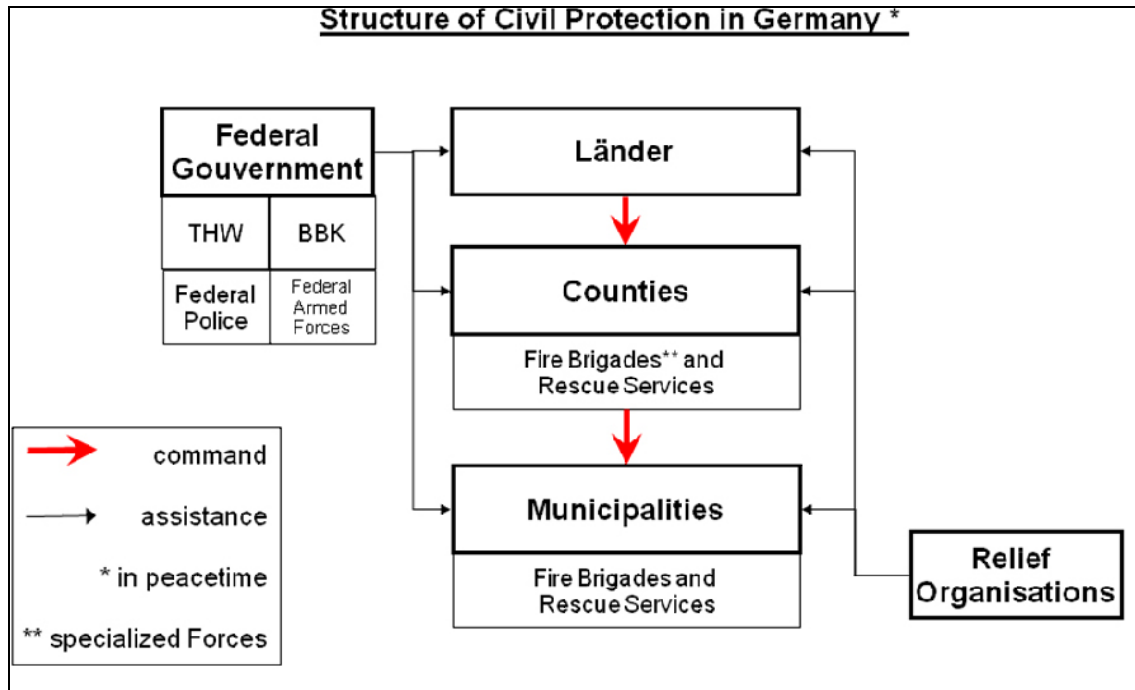 Structure of Civil Protection in Germany *
Federal
Gouvernment
THW
BBK
Federal
Police
Federal
Armed
Forces
Länder
Counties
Fire Brigades** and
Rescue Services
Municipalities
Fire Brigades and
Rescue Services
Relief
Organisations
command
assistance
* in peacetime
** specialized Forces